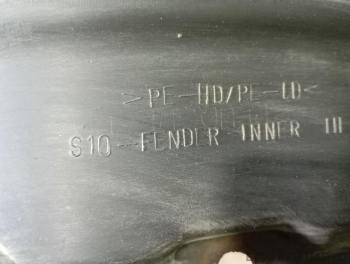 >PE-HD/PE-LD<
S10-FENDER INNER